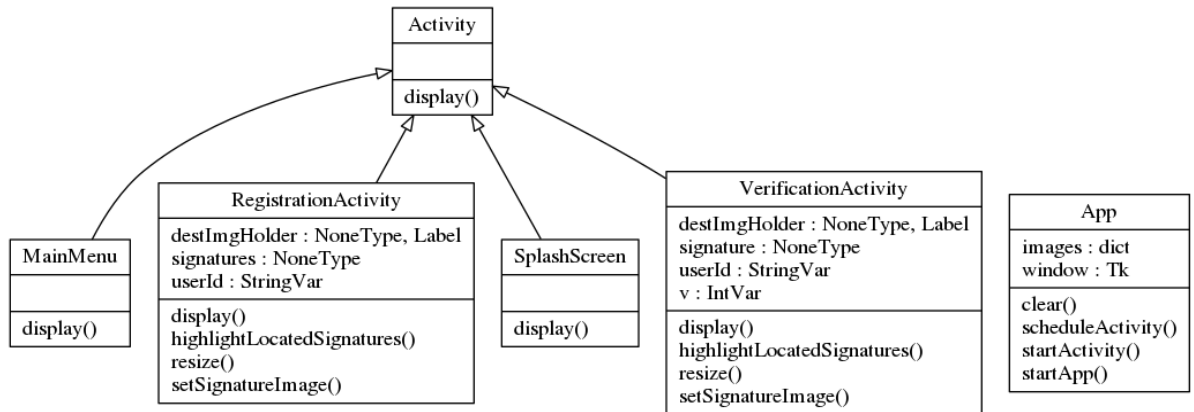 Activity
display()
MainMenu
display()
RegistrationActivity
destImgHolder : NoneType, Label
signatures : NoneType
userId : StringVar
display()
highlightLocatedSignatures()
resize()
setSignatureImage()
SplashScreen
display()
VerificationActivity
destImgHolder : NoneType, Label
signature : NoneType
userId : StringVar
v : IntVar
display()
highlightLocatedSignatures()
resize()
setSignatureImage()
App
images : dict
window : Tk
clear()
scheduleActivity()
startActivity()
startApp()